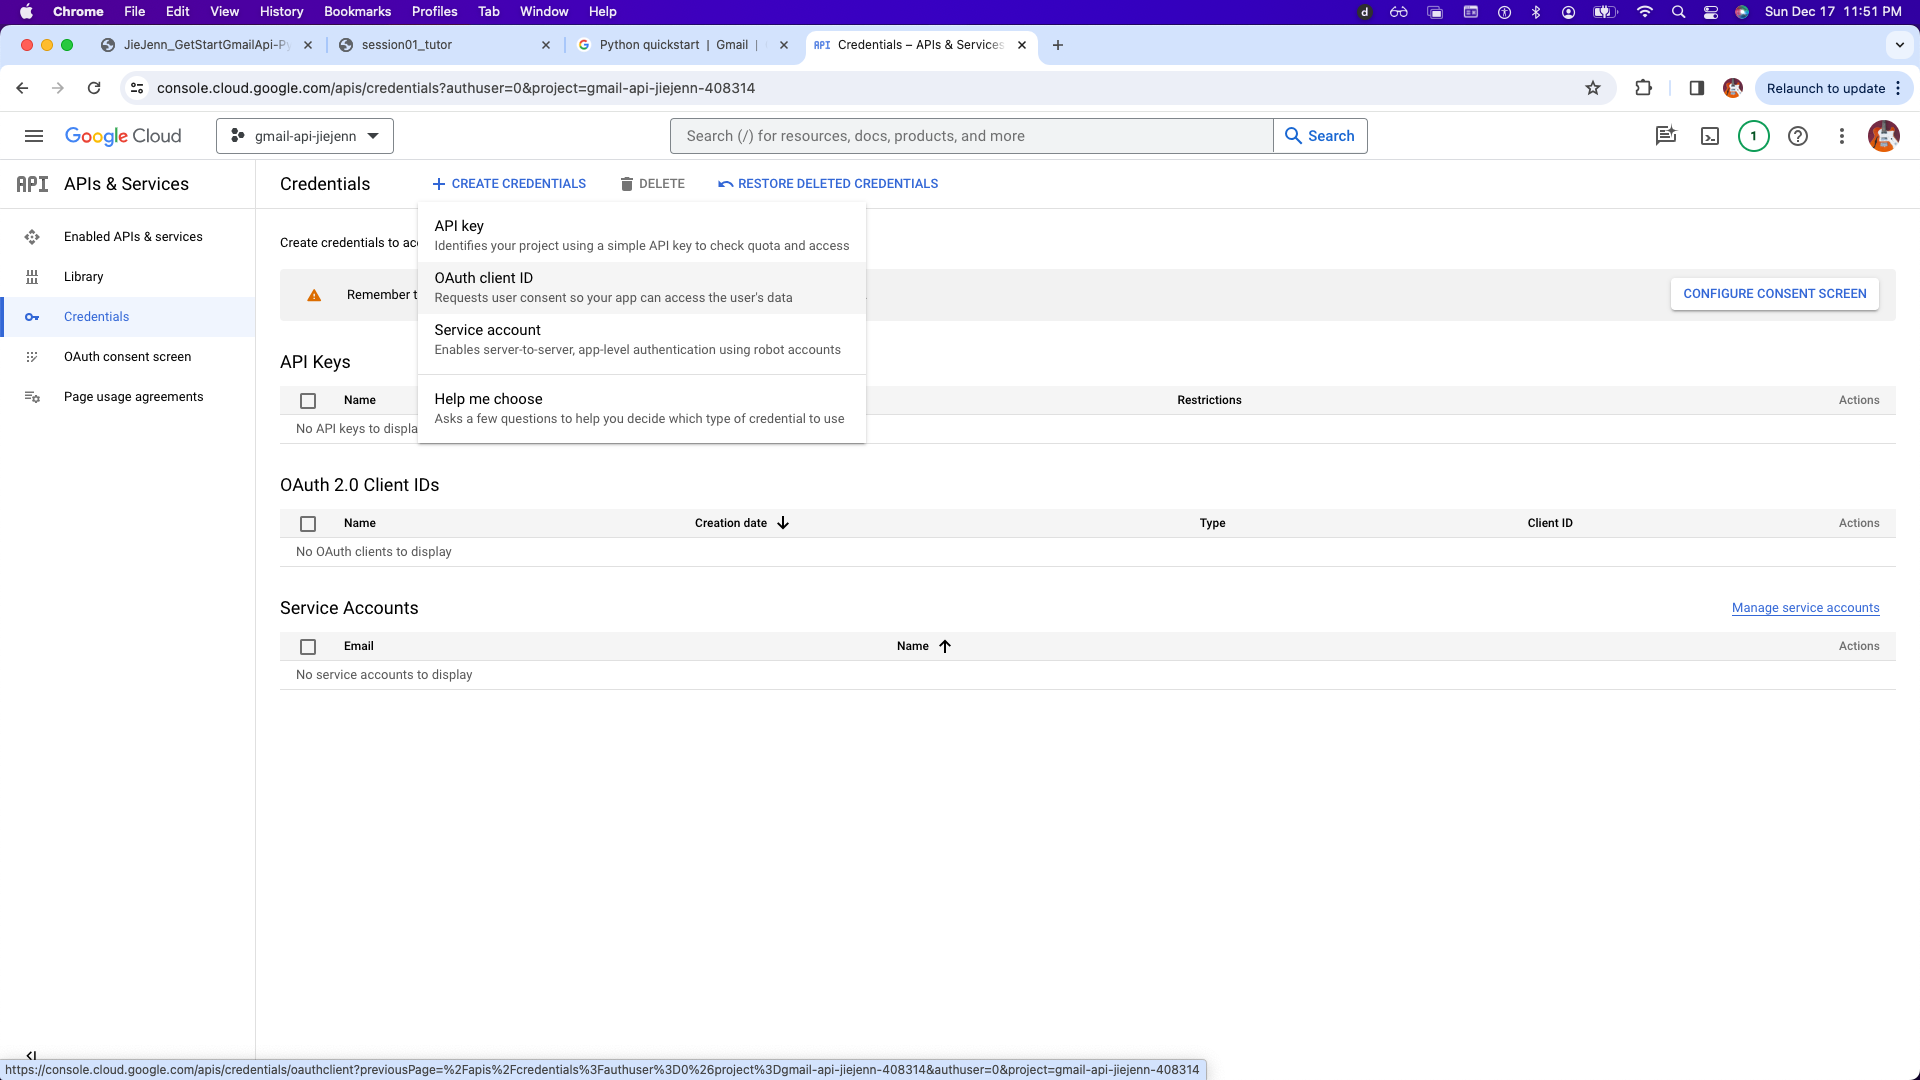 Chrome File Edit View History Bookmarks Profiles Tab Window Help d Sun Dec 17 11:51 PM
JieJenn_GetStartGmailApi-P session01_tutor Python quickstart | Gmail | API Credentials – APIs & Services
console.cloud.google.com/apis/credentials?authuser=0&project=gmail-api-jiejenn-408314 Relaunch to update
Google Cloud gmail-api-jiejenn Search (/) for resources, docs, products, and more Search 1
API APIs & Services Credentials CREATE CREDENTIALS DELETE RESTORE DELETED CREDENTIALS
Enabled APIs & services
Library
Credentials
OAuth consent screen
Page usage agreements
Create credentials to acc
Remember t CONFIGURE CONSENT SCREEN
API key
Identifies your project using a simple API key to check quota and access
OAuth client ID
Requests user consent so your app can access the user's data
Service account
Enables server-to-server, app-level authentication using robot accounts
Help me choose
Asks a few questions to help you decide which type of credential to use
API Keys
Name Restrictions Actions
No API keys to displa
OAuth 2.0 Client IDs
Name Creation date Type Client ID Actions
No OAuth clients to display
Service Accounts Manage service accounts
Email Name Actions
No service accounts to display
https://console.cloud.google.com/apis/credentials/oauthclient?previousPage=%2Fapis%2Fcredentials%3Fauthuser%3D0%26project%3Dgmail-api-jiejenn-408314&authuser=0&project=gmail-api-jiejenn-408314